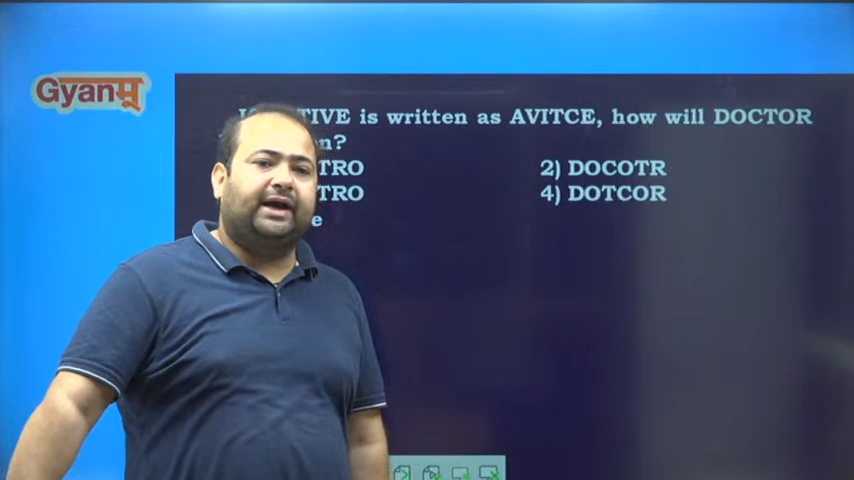 Gyanम्
TIVE is written as AVITCE, how will DOCTOR
n?
TRO 2) DOCOTR
TRO 4) DOTCOR
e